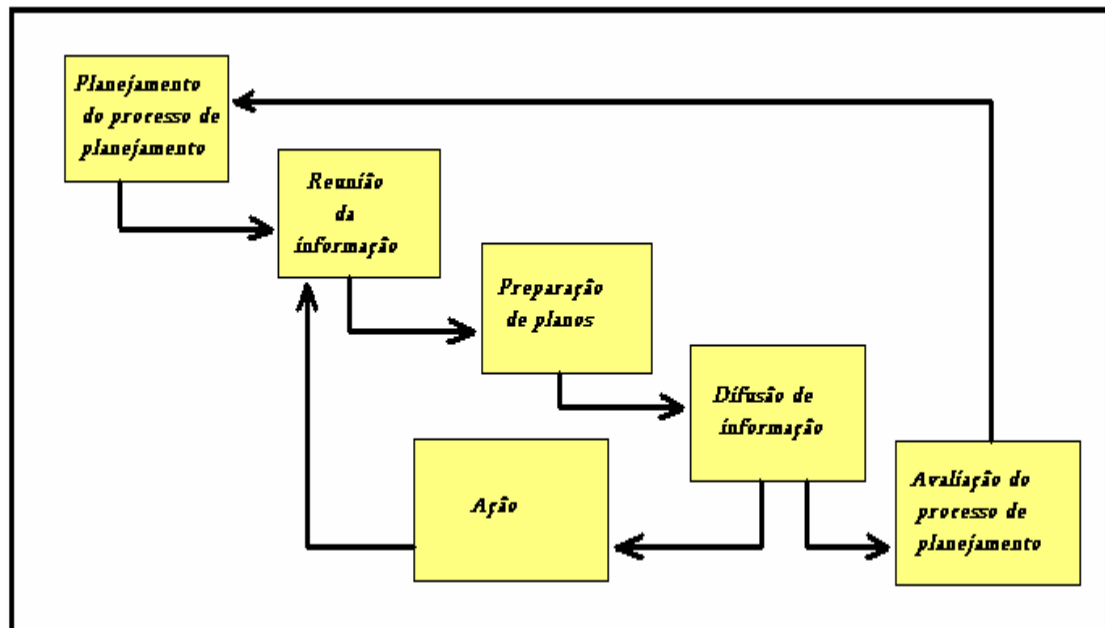 Planejamento
do processo de
planejamento
Reunião
da
informação
Preparação
de planos
Difusão de
informação
Ação
Avaliação do
processo de
planejamento